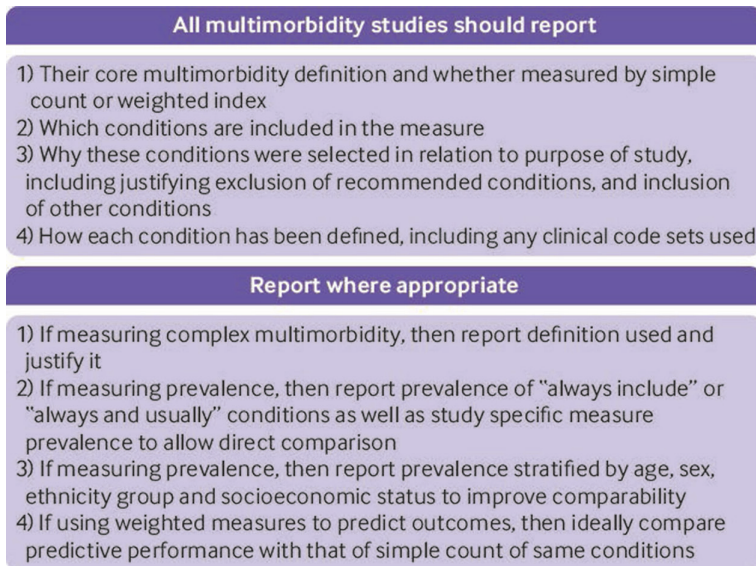 All multimorbidity studies should report
1) Their core multimorbidity definition and whether measured by simple
count or weighted index
2) Which conditions are included in the measure
3) Why these conditions were selected in relation to purpose of study,
including justifying exclusion of recommended conditions, and inclusion
of other conditions
4) How each condition has been defined, including any clinical code sets used
Report where appropriate
1) If measuring complex multimorbidity, then report definition used and
justify it
2) If measuring prevalence, then report prevalence of "always include" or
"always and usually" conditions as well as study specific measure
prevalence to allow direct comparison
3) If measuring prevalence, then report prevalence stratified by age, sex,
ethnicity group and socioeconomic status to improve comparability
4) If using weighted measures to predict outcomes, then ideally compare
predictive performance with that of simple count of same conditions